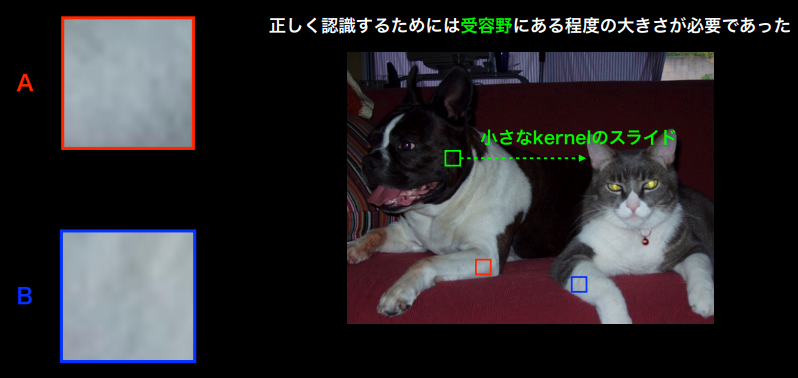 正しく認識するためには受容野にある程度の大きさが必要であった
A
小さなkernelのスライド
B